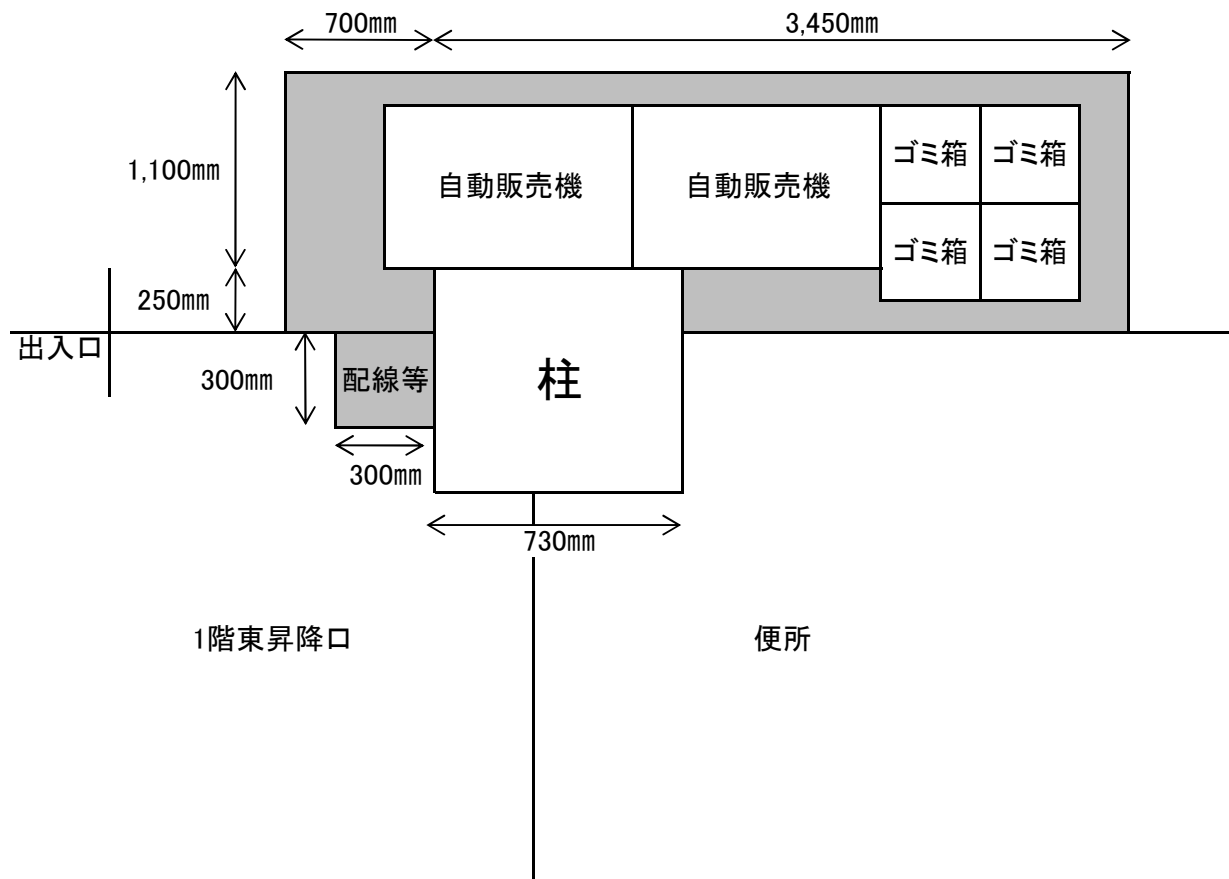 700㎜
3,450㎜
1,100㎜
自動販売機
自動販売機
ゴミ箱
ゴミ箱
ゴミ箱
ゴミ箱
250㎜
出入口
300㎜
配線等
柱
300㎜
730㎜
1階東昇降口
便所